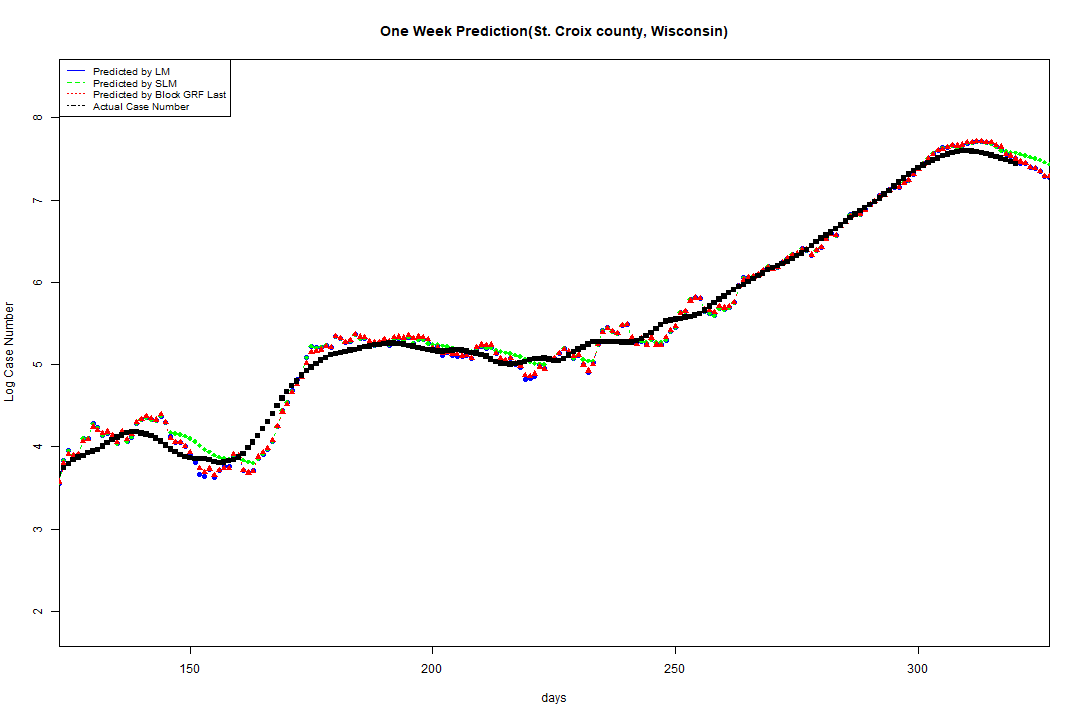 One Week Prediction(St. Croix county, Wisconsin)
Predicted by LM
Predicted by SLM
Predicted by Block GRF Last
Actual Case Number
8
7
6
5
4
3
2
Log Case Number
150 200 250 300
days